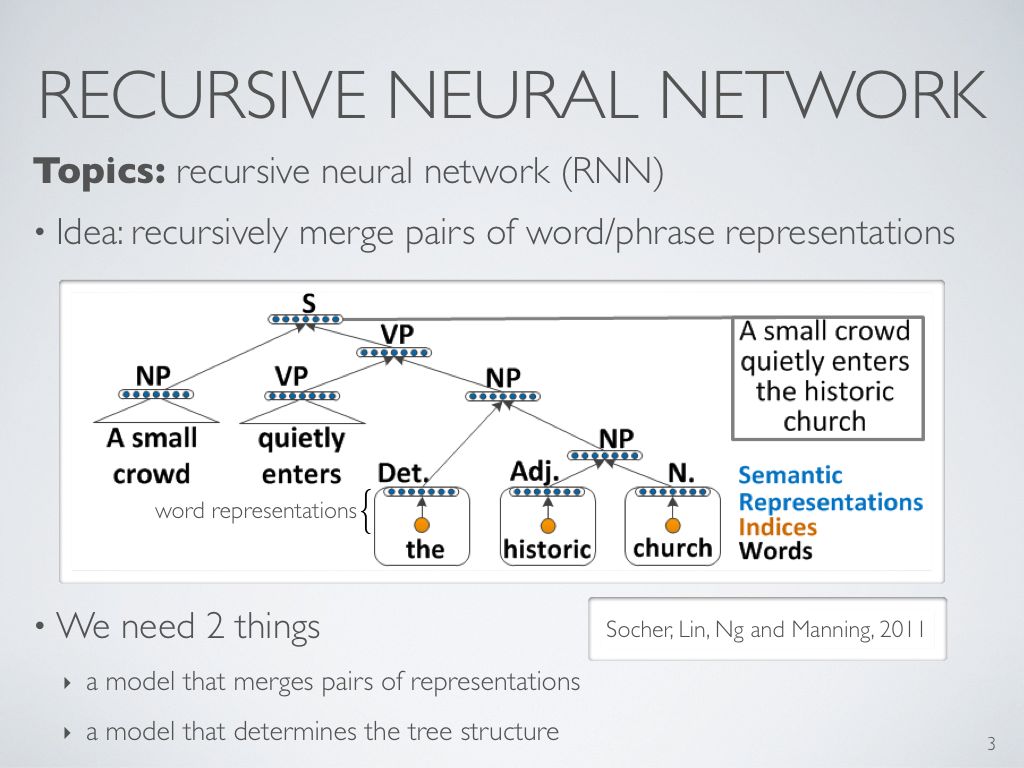 RECURSIVE NEURAL NETWORK
Topics: recursive neural network (RNN)
• Idea: recursively merge pairs of word/phrase representations
S
VP
NP
VP
NP
A small
crowd
quietly
enters
NP
Det.
Adj.
N.
word representations
the
historic
church
A small crowd
quietly enters
the historic
church
Semantic
Representations
Indices
Words
• We need 2 things
Socher, Lin, Ng and Manning, 2011
‣ a model that merges pairs of representations
‣ a model that determines the tree structure
3